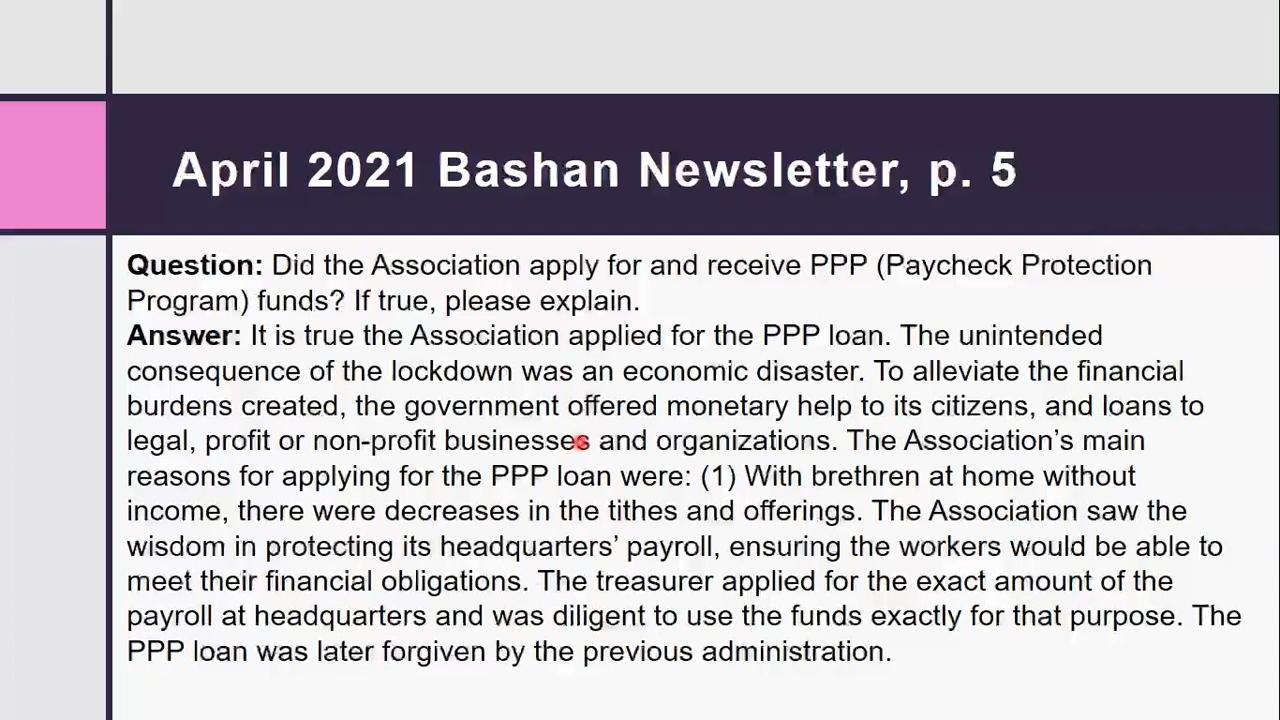 April 2021 Bashan Newsletter, p. 5
Question: Did the Association apply for and receive PPP (Paycheck Protection
Program) funds? If true, please explain.
Answer: It is true the Association applied for the PPP loan. The unintended
consequence of the lockdown was an economic disaster. To alleviate the financial
burdens created, the government offered monetary help to its citizens, and loans to
legal, profit or non-profit businesses and organizations. The Association’s main
reasons for applying for the PPP loan were: (1) With brethren at home without
income, there were decreases in the tithes and offerings. The Association saw the
wisdom in protecting its headquarters’ payroll, ensuring the workers would be able to
meet their financial obligations. The treasurer applied for the exact amount of the
payroll at headquarters and was diligent to use the funds exactly for that purpose. The
PPP loan was later forgiven by the previous administration.